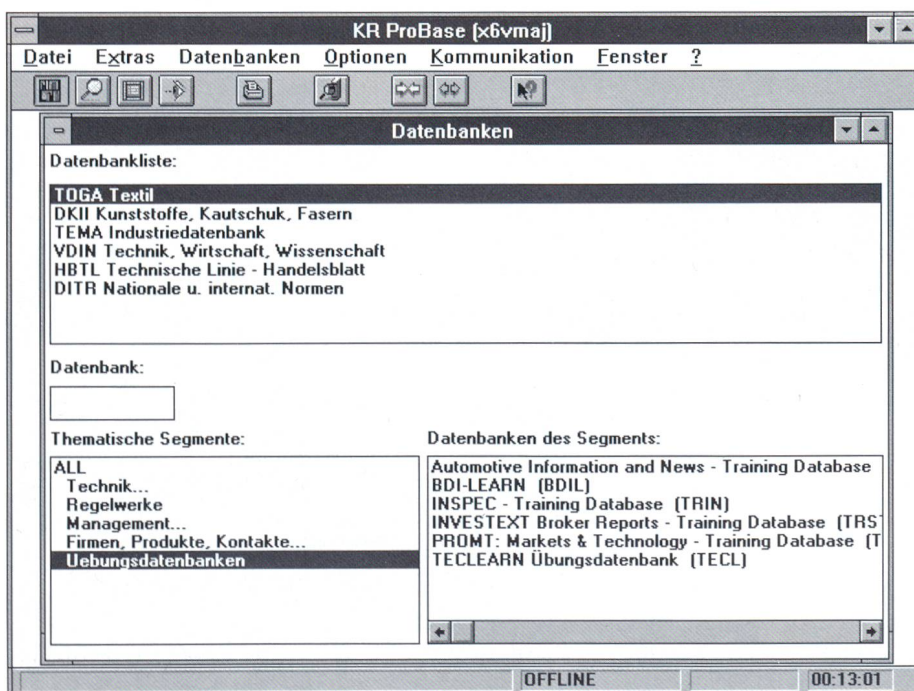 KR ProBase (x6vmaj)
Datei Extras Datenbanken Optionen Kommunikation Fenster ?
Datenbanken
Datenbankliste:
TOGA Textil
DKII Kunststoffe, Kautschuk, Fasern
TEMA Industriedatenbank
VDIN Technik, Wirtschaft, Wissenschaft
HBTL Technische Linie - Handelsblatt
DITR Nationale u. internat. Normen
Datenbank:
Thematische Segmente:
ALL
Technik...
Regelwerke
Management...
Firmen, Produkte, Kontakte...
Uebungsdatenbanken
Datenbanken des Segments:
Automotive Information and News - Training Database
BDI-LEARN (BDIL)
INSPEC - Training Database (TRIN)
INVESTEXT Broker Reports - Training Database (TRS
PROMT: Markets & Technology - Training Database (T
TECLEARN Übungsdatenbank (TECL)
OFFLINE 00:13:01